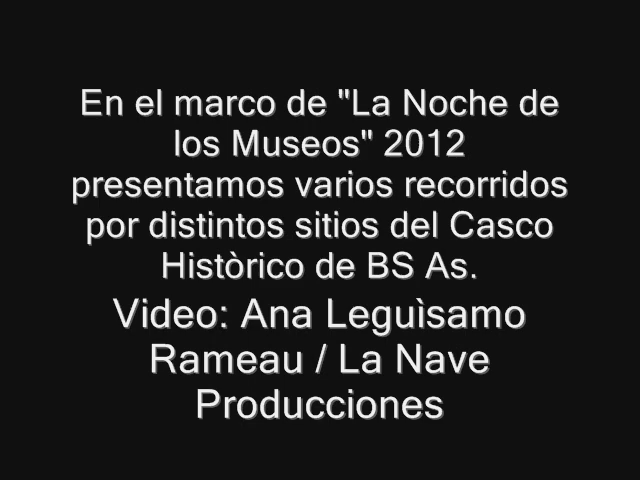 En el marco de "La Noche de
los Museos" 2012
presentamos varios recorridos
por distintos sitios del Casco
Històrico de BS As.
Video: Ana Leguìsamo
Rameau / La Nave
Producciones